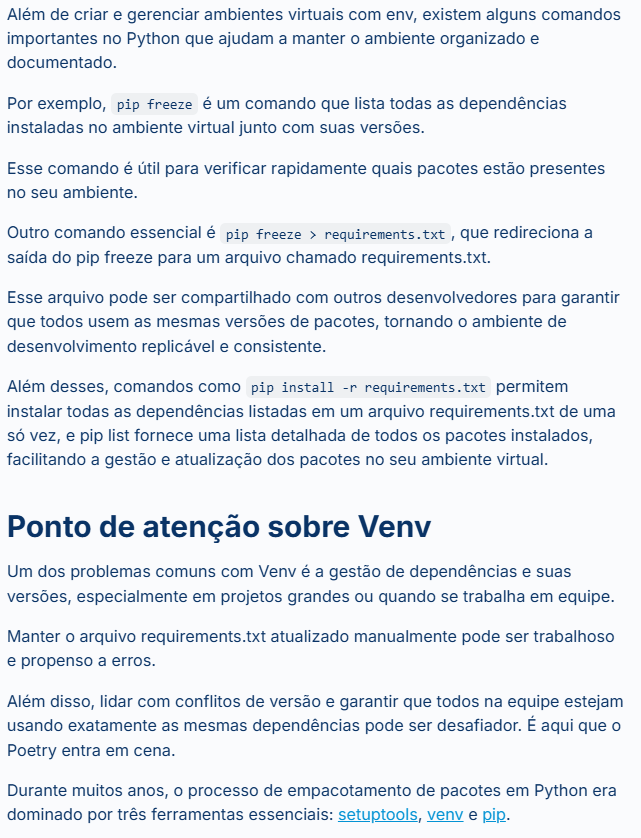 Além de criar e gerenciar ambientes virtuais com env, existem alguns comandos
importantes no Python que ajudam a manter o ambiente organizado e
documentado.
Por exemplo, pip freeze é um comando que lista todas as dependências
instaladas no ambiente virtual junto com suas versões.
Esse comando é útil para verificar rapidamente quais pacotes estão presentes
no seu ambiente.
Outro comando essencial é pip freeze > requirements.txt, que redireciona a
saída do pip freeze para um arquivo chamado requirements.txt.
Esse arquivo pode ser compartilhado com outros desenvolvedores para garantir
que todos usem as mesmas versões de pacotes, tornando o ambiente de
desenvolvimento replicável e consistente.
Além desses, comandos como pip install -r requirements.txt permitem
instalar todas as dependências listadas em um arquivo requirements.txt de uma
só vez, e pip list fornece uma lista detalhada de todos os pacotes instalados,
facilitando a gestão e atualização dos pacotes no seu ambiente virtual.
Ponto de atenção sobre Venv
Um dos problemas comuns com Venv é a gestão de dependências e suas
versões, especialmente em projetos grandes ou quando se trabalha em equipe.
Manter o arquivo requirements.txt atualizado manualmente pode ser trabalhoso
e propenso a erros.
Além disso, lidar com conflitos de versão e garantir que todos na equipe estejam
usando exatamente as mesmas dependências pode ser desafiador. É aqui que o
Poetry entra em cena.
Durante muitos anos, o processo de empacotamento de pacotes em Python era
dominado por três ferramentas essenciais: setuptools, venv e pip.